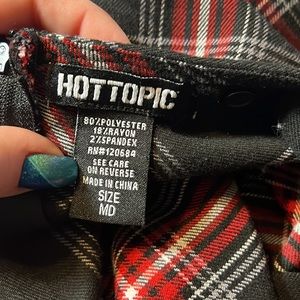 HOT TOPIC
80%POLYESTER
18%RAYON
2%SPANDEX
RN#120684
SEE CARE
ON REVERSE
MADE IN CHINA
SIZE
MD